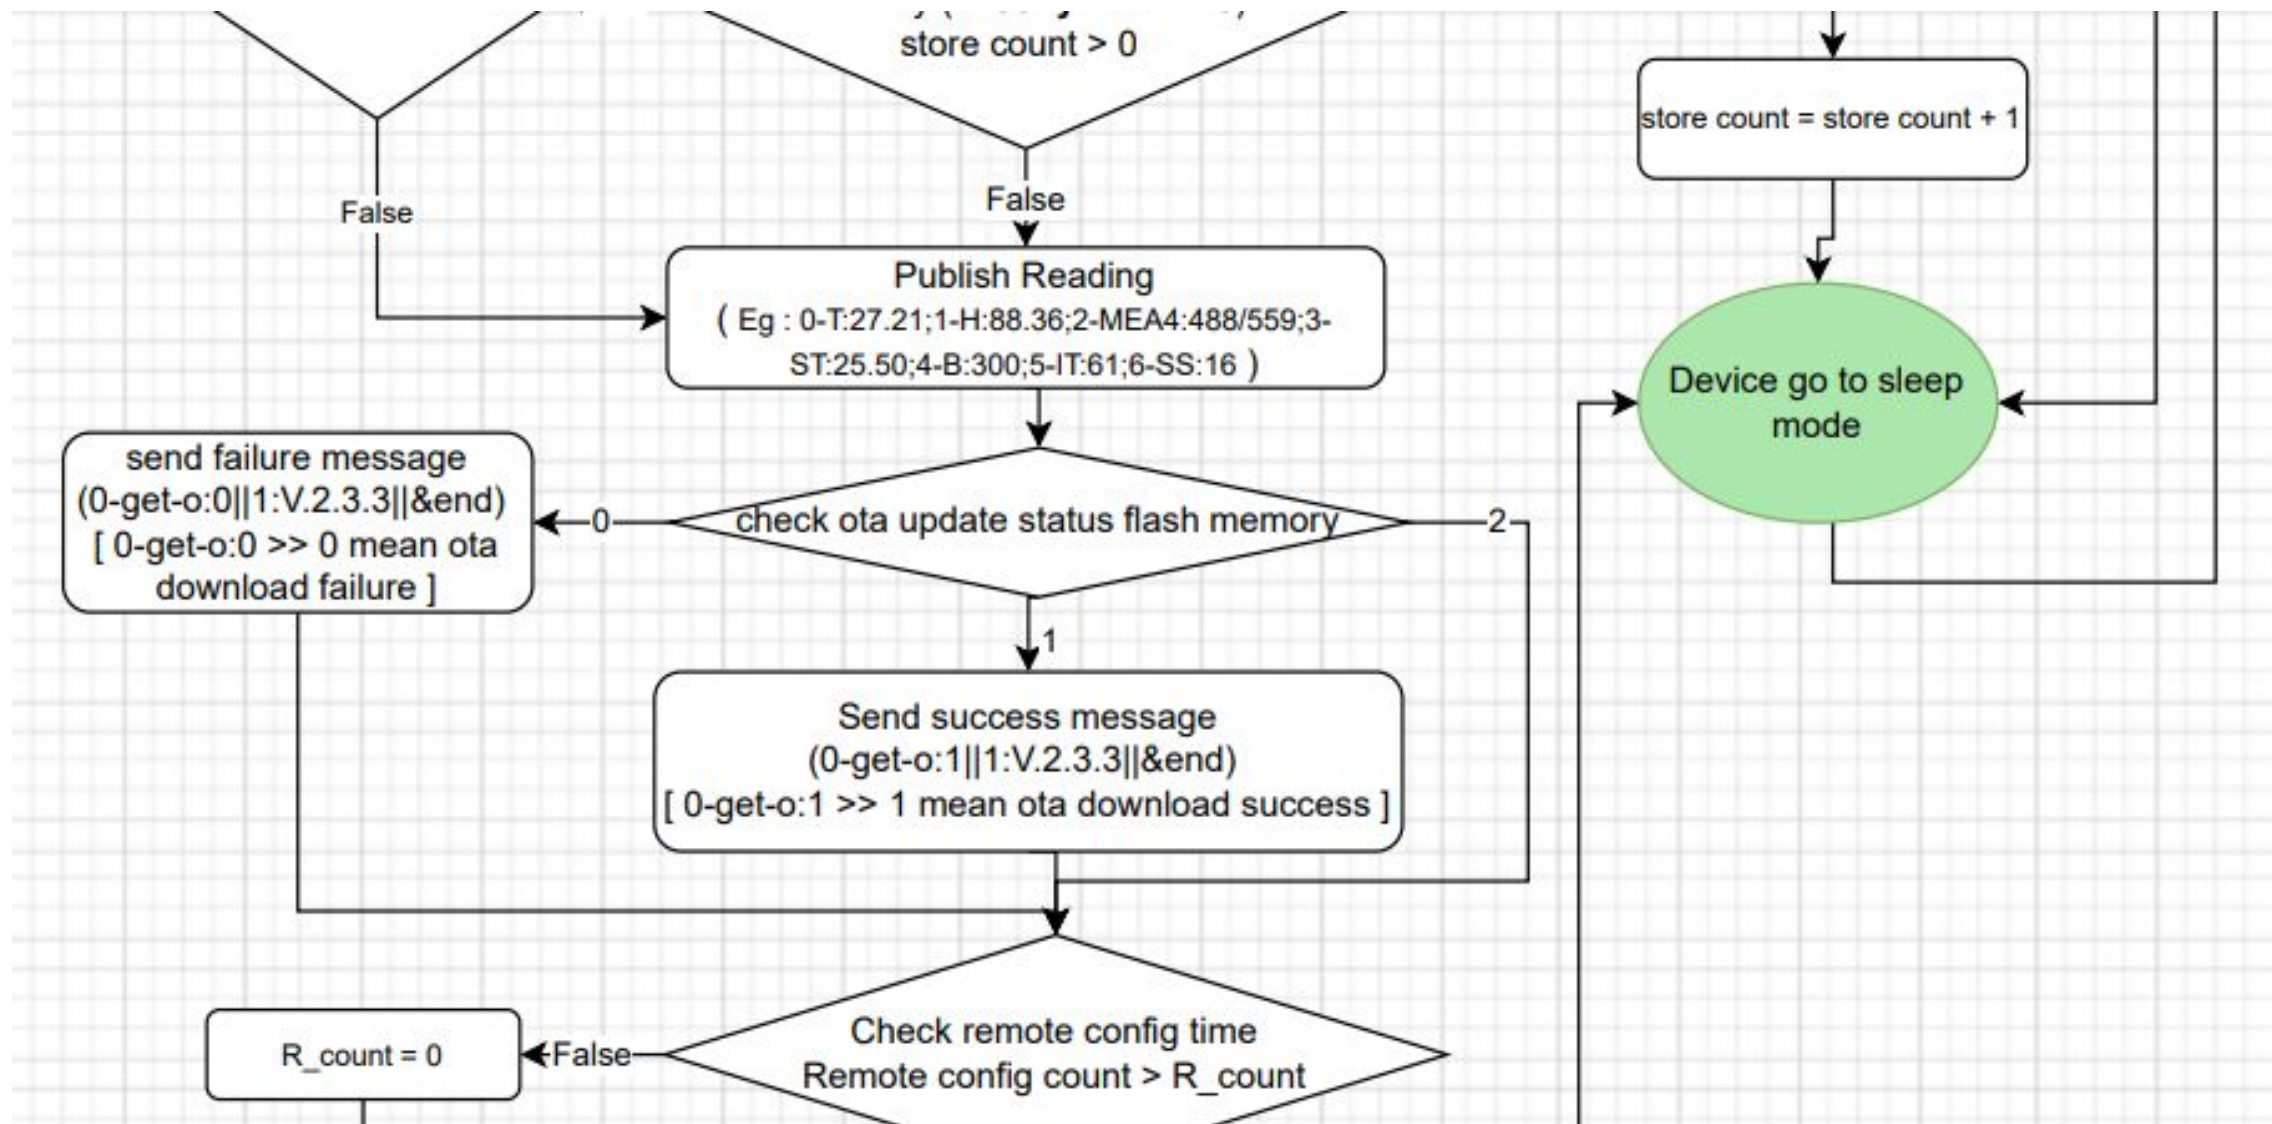 store count > 0
store count = store count + 1
False
False
Publish Reading
( Eg : 0-T:27.21;1-H:88.36;2-MEA4:488/559;3-
ST:25.50;4-B:300;5-IT:61;6-SS:16 )
Device go to sleep
mode
send failure message
(0-get-o:0||1:V.2.3.3||&end)
[ 0-get-o:0 >> 0 mean ota
download failure ]
0
check ota update status flash memory
2
1
Send success message
(0-get-o:1||1:V.2.3.3||&end)
[ 0-get-o:1 >> 1 mean ota download success ]
R_count = 0
False
Check remote config time
Remote config count > R_count